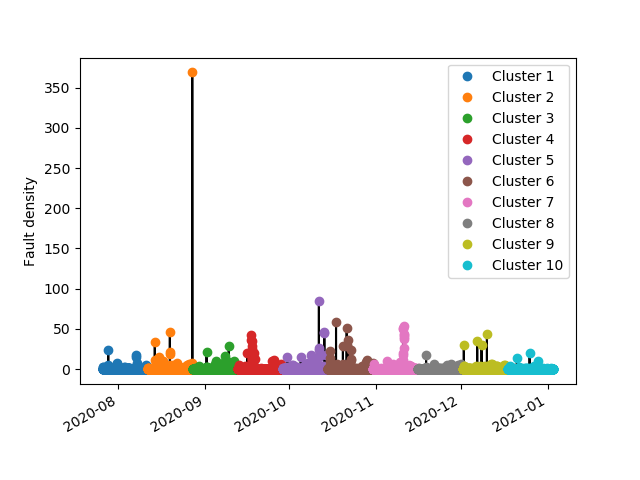 Fault density
350
300
250
200
150
100
50
0
2020-08
2020-09
2020-10
2020-11
2020-12
2021-01
Cluster 1
Cluster 2
Cluster 3
Cluster 4
Cluster 5
Cluster 6
Cluster 7
Cluster 8
Cluster 9
Cluster 10